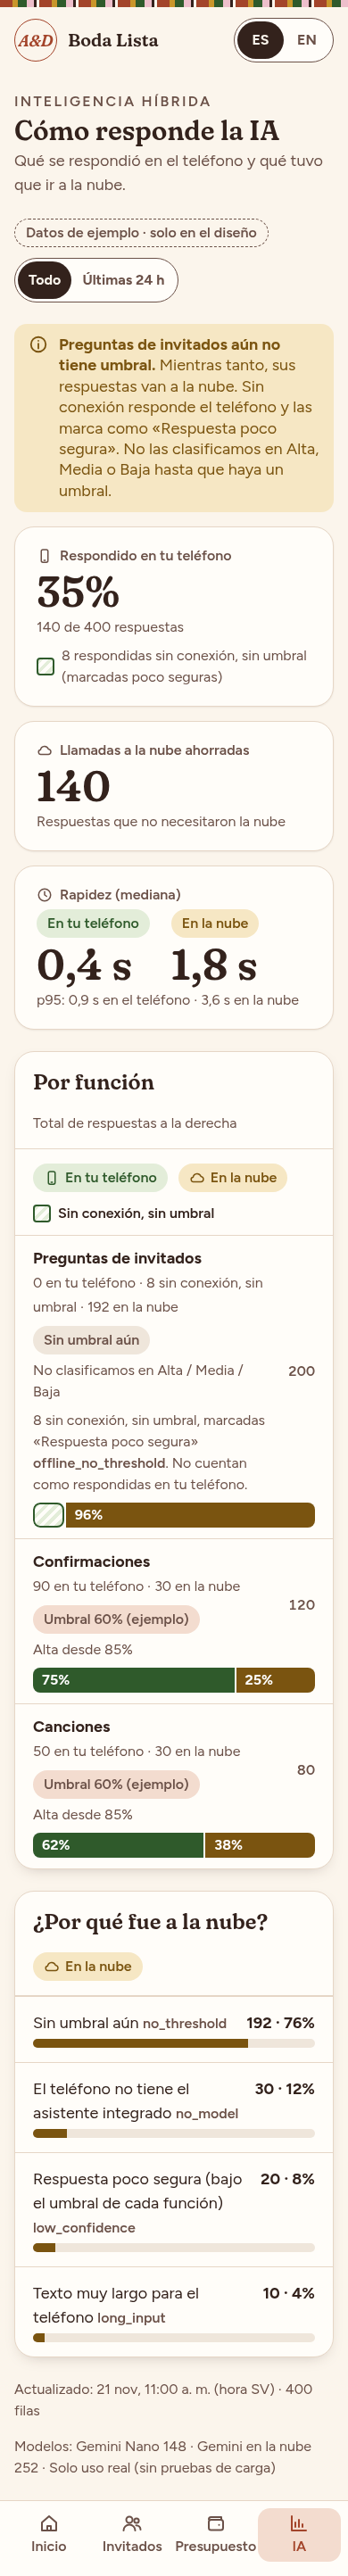 A&D Boda Lista ES EN
INTELIGENCIA HÍBRIDA
Cómo responde la IA
Qué se respondió en el teléfono y qué tuvo
que ir a la nube.
Datos de ejemplo · solo en el diseño
Todo Últimas 24 h
Preguntas de invitados aún no
tiene umbral. Mientras tanto, sus
respuestas van a la nube. Sin
conexión responde el teléfono y las
marca como «Respuesta poco
segura». No las clasificamos en Alta,
Media o Baja hasta que haya un
umbral.
Respondido en tu teléfono
35%
140 de 400 respuestas
8 respondidas sin conexión, sin umbral
(marcadas poco seguras)
Llamadas a la nube ahorradas
140
Respuestas que no necesitaron la nube
Rapidez (mediana)
En tu teléfono En la nube
0,4 s 1,8 s
p95: 0,9 s en el teléfono · 3,6 s en la nube
Por función
Total de respuestas a la derecha
En tu teléfono En la nube
Sin conexión, sin umbral
Preguntas de invitados
0 en tu teléfono · 8 sin conexión, sin
umbral · 192 en la nube
Sin umbral aún
No clasificamos en Alta / Media /
Baja
200
8 sin conexión, sin umbral, marcadas
«Respuesta poco segura»
offline_no_threshold. No cuentan
como respondidas en tu teléfono.
96%
Confirmaciones
90 en tu teléfono · 30 en la nube
120
Umbral 60% (ejemplo)
Alta desde 85%
75% 25%
Canciones
50 en tu teléfono · 30 en la nube
80
Umbral 60% (ejemplo)
Alta desde 85%
62% 38%
¿Por qué fue a la nube?
En la nube
Sin umbral aún no_threshold 192 · 76%
El teléfono no tiene el 30 · 12%
asistente integrado no_model
Respuesta poco segura (bajo 20 · 8%
el umbral de cada función)
low_confidence
Texto muy largo para el 10 · 4%
teléfono long_input
Actualizado: 21 nov, 11:00 a. m. (hora SV) · 400
filas
Modelos: Gemini Nano 148 · Gemini en la nube
252 · Solo uso real (sin pruebas de carga)
Inicio Invitados Presupuesto IA